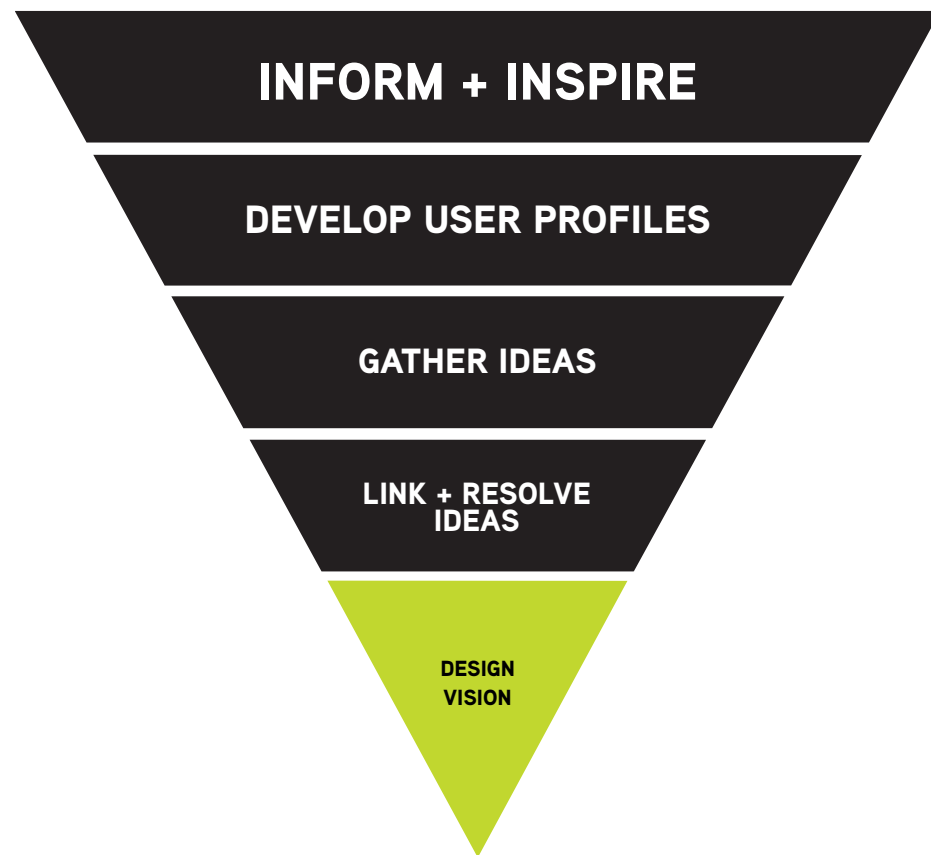 INFORM + INSPIRE
DEVELOP USER PROFILES
GATHER IDEAS
LINK + RESOLVE
IDEAS
DESIGN
VISION